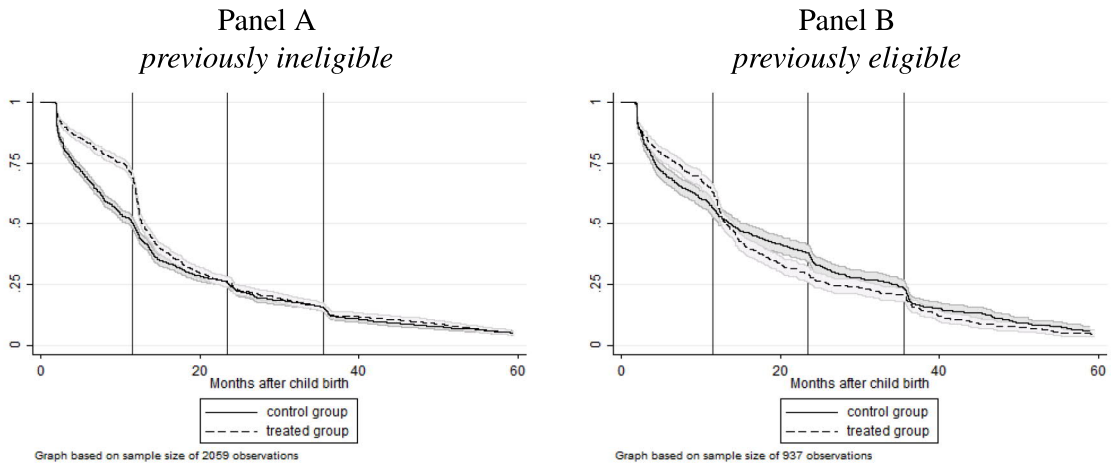 Panel A
previously ineligible
1
.75
.5
.25
0
0
20
40
60
Months after child birth
control group
treated group
Graph based on sample size of 2059 observations
Panel B
previously eligible
1
.75
.5
.25
0
0
20
40
60
Months after child birth
control group
treated group
Graph based on sample size of 937 observations